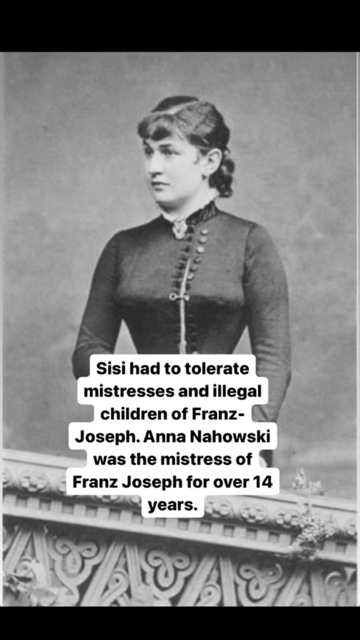 Sisi had to tolerate
mistresses and illegal
children of Franz-
Joseph. Anna Nahowski
was the mistress of
Franz Joseph for over 14
years.